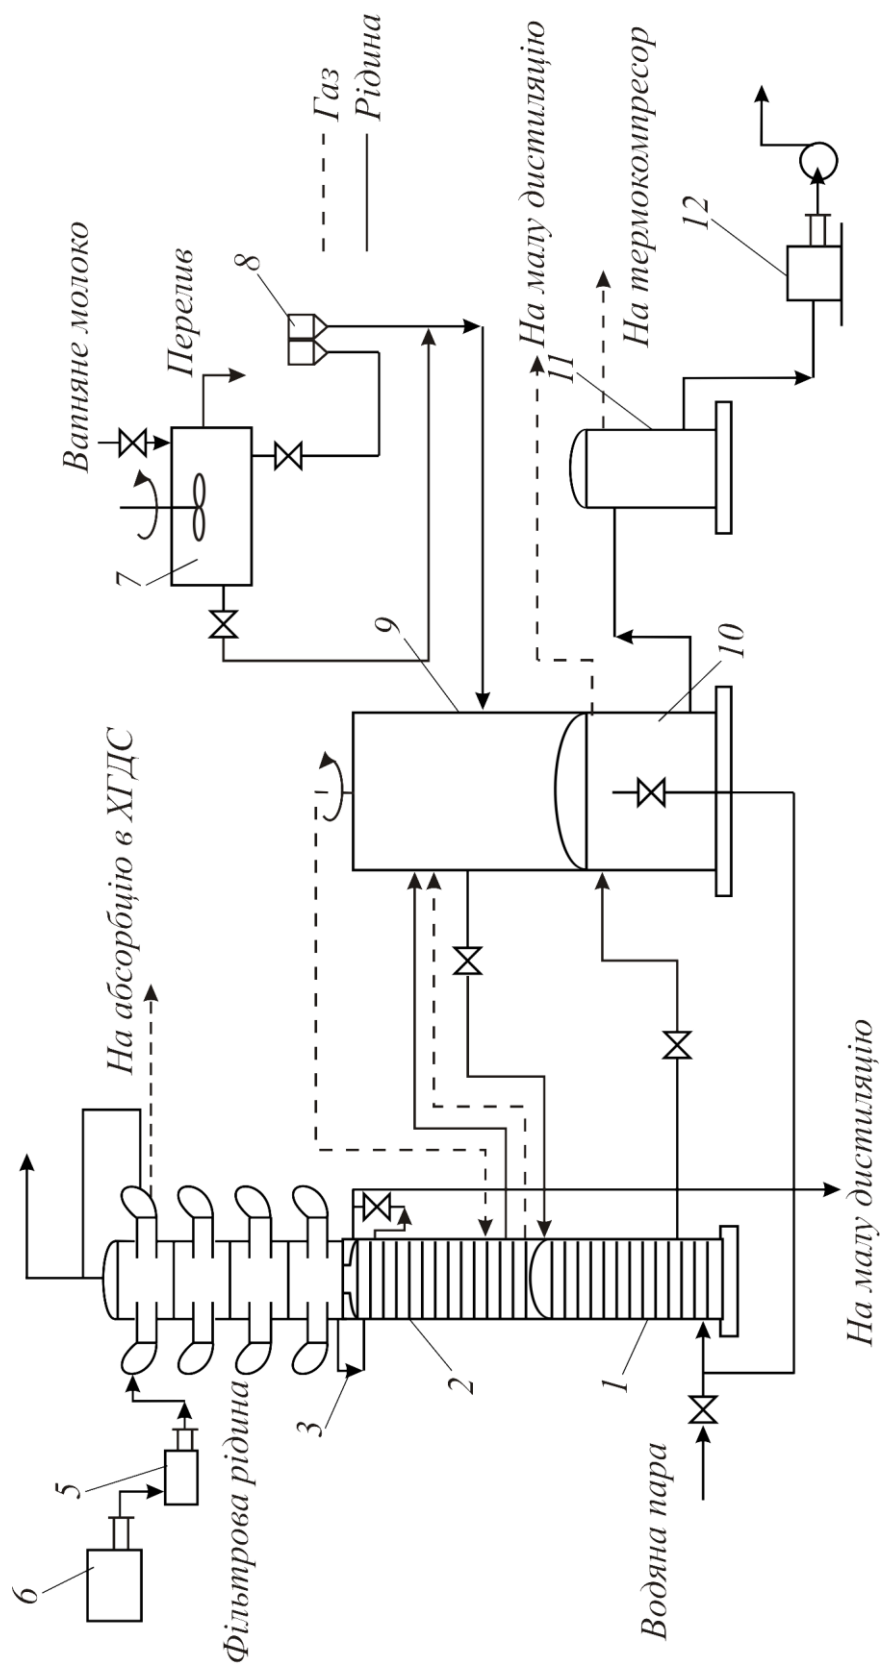 6
5
Вапняне молоко
На абсорбцію в ХГДС
7
Перелив
Фільтрова рідина
8
3
Газ
Рідина
9
2
На малу дистиляцію
11
1
На термокомпресор
Водяна пара
12
10
На малу дистиляцію